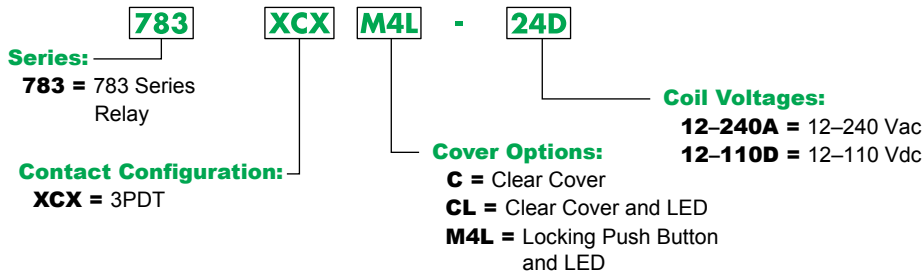 783 XCX M4L - 24D
Series:
783 = 783 Series
Relay
Contact Configuration:
XCX = 3PDT
Cover Options:
C = Clear Cover
CL = Clear Cover and LED
M4L = Locking Push Button
and LED
Coil Voltages:
12–240A = 12–240 Vac
12–110D = 12–110 Vdc